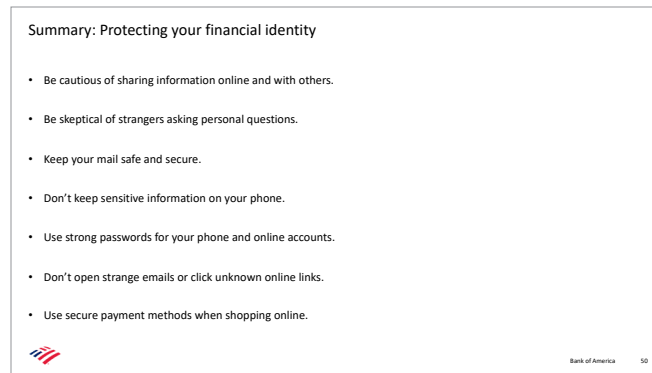 Summary: Protecting your financial identity
• Be cautious of sharing information online and with others.
• Be skeptical of strangers asking personal questions.
• Keep your mail safe and secure.
• Don’t keep sensitive information on your phone.
• Use strong passwords for your phone and online accounts.
• Don’t open strange emails or click unknown online links.
• Use secure payment methods when shopping online.
Bank of America 50